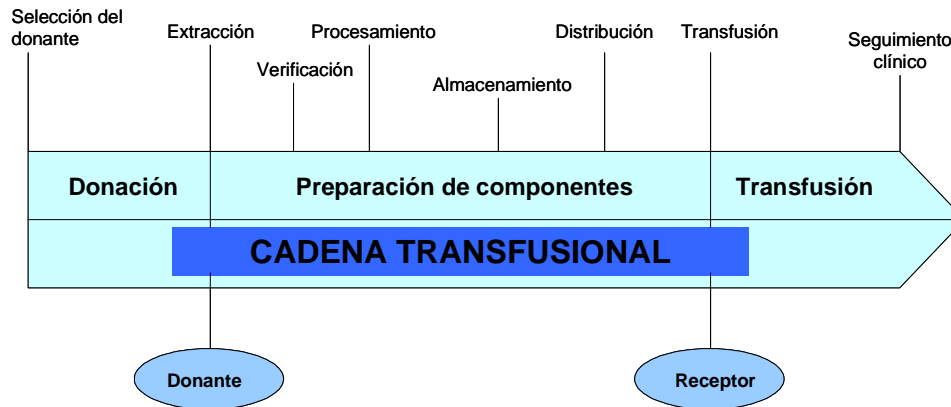 Selección del
donante
Extracción
Verificación
Procesamiento
Almacenamiento
Distribución
Transfusión
Seguimiento
clínico
Donación
Preparación de componentes
Transfusión
CADENA TRANSFUSIONAL
Donante
Receptor